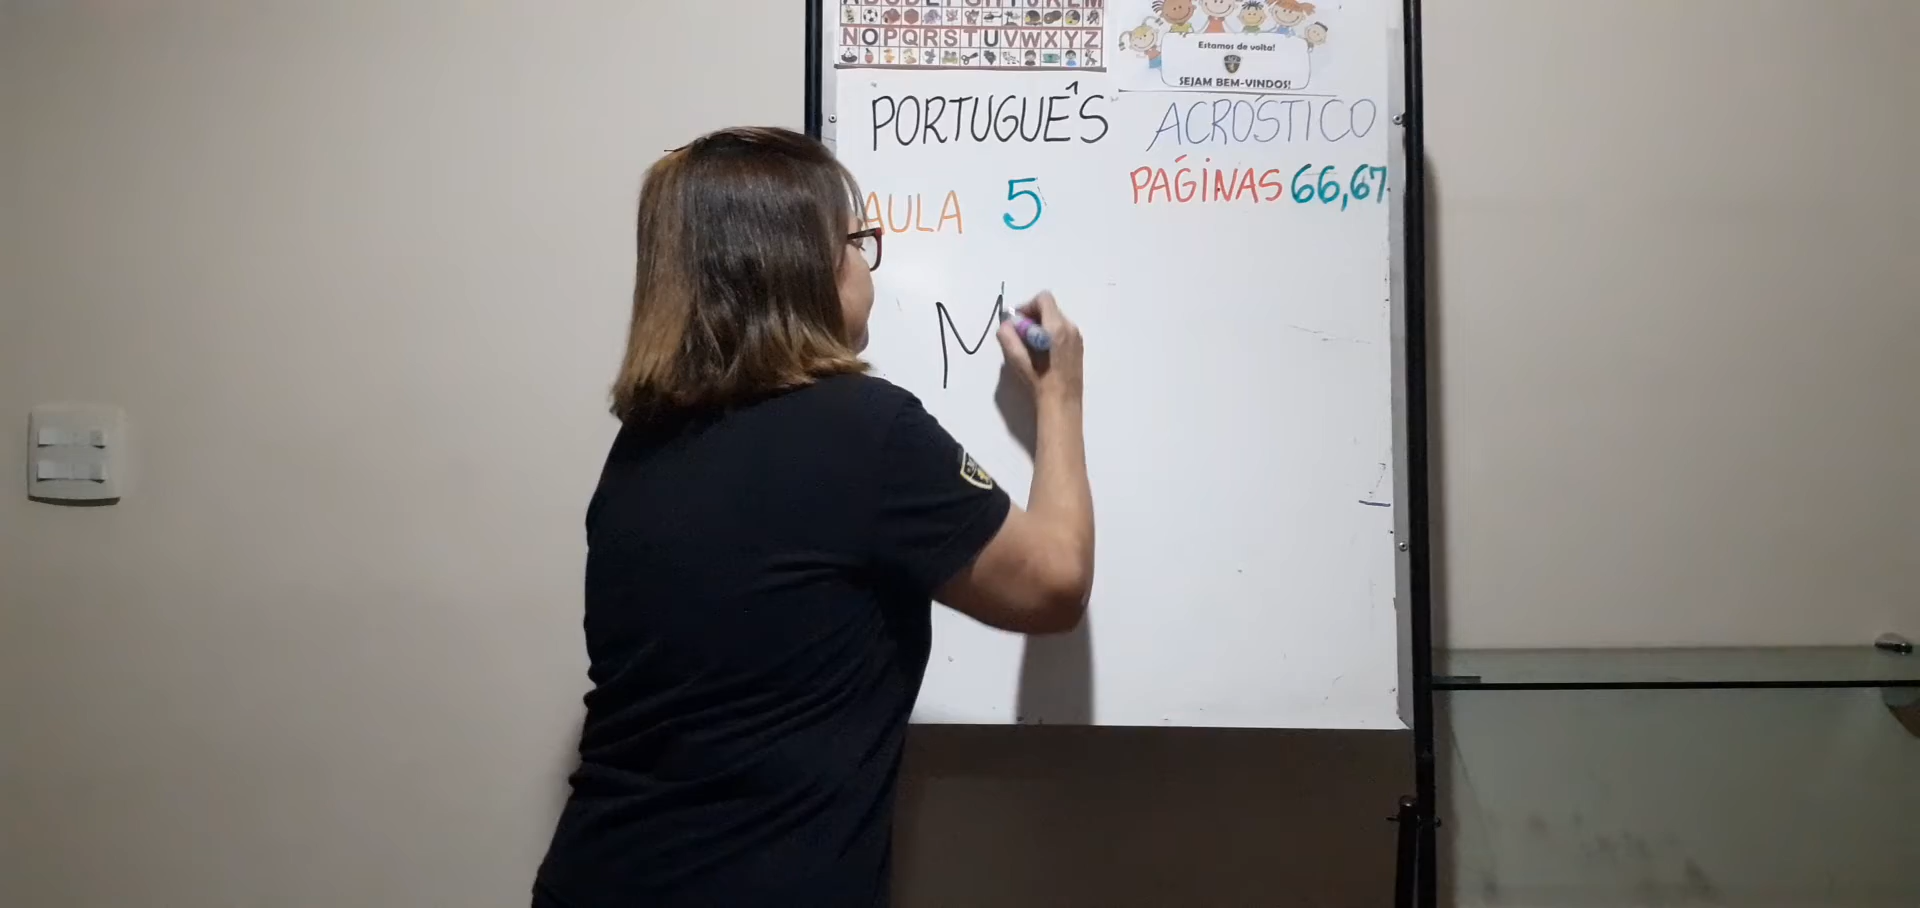 NOPQRSTUVWXYZ
Estamos de volta!
SEJAM BEM-VINDOS!
PORTUGUÊS
ACRÓSTICO
AULA 5
PÁGINAS 66,67
M